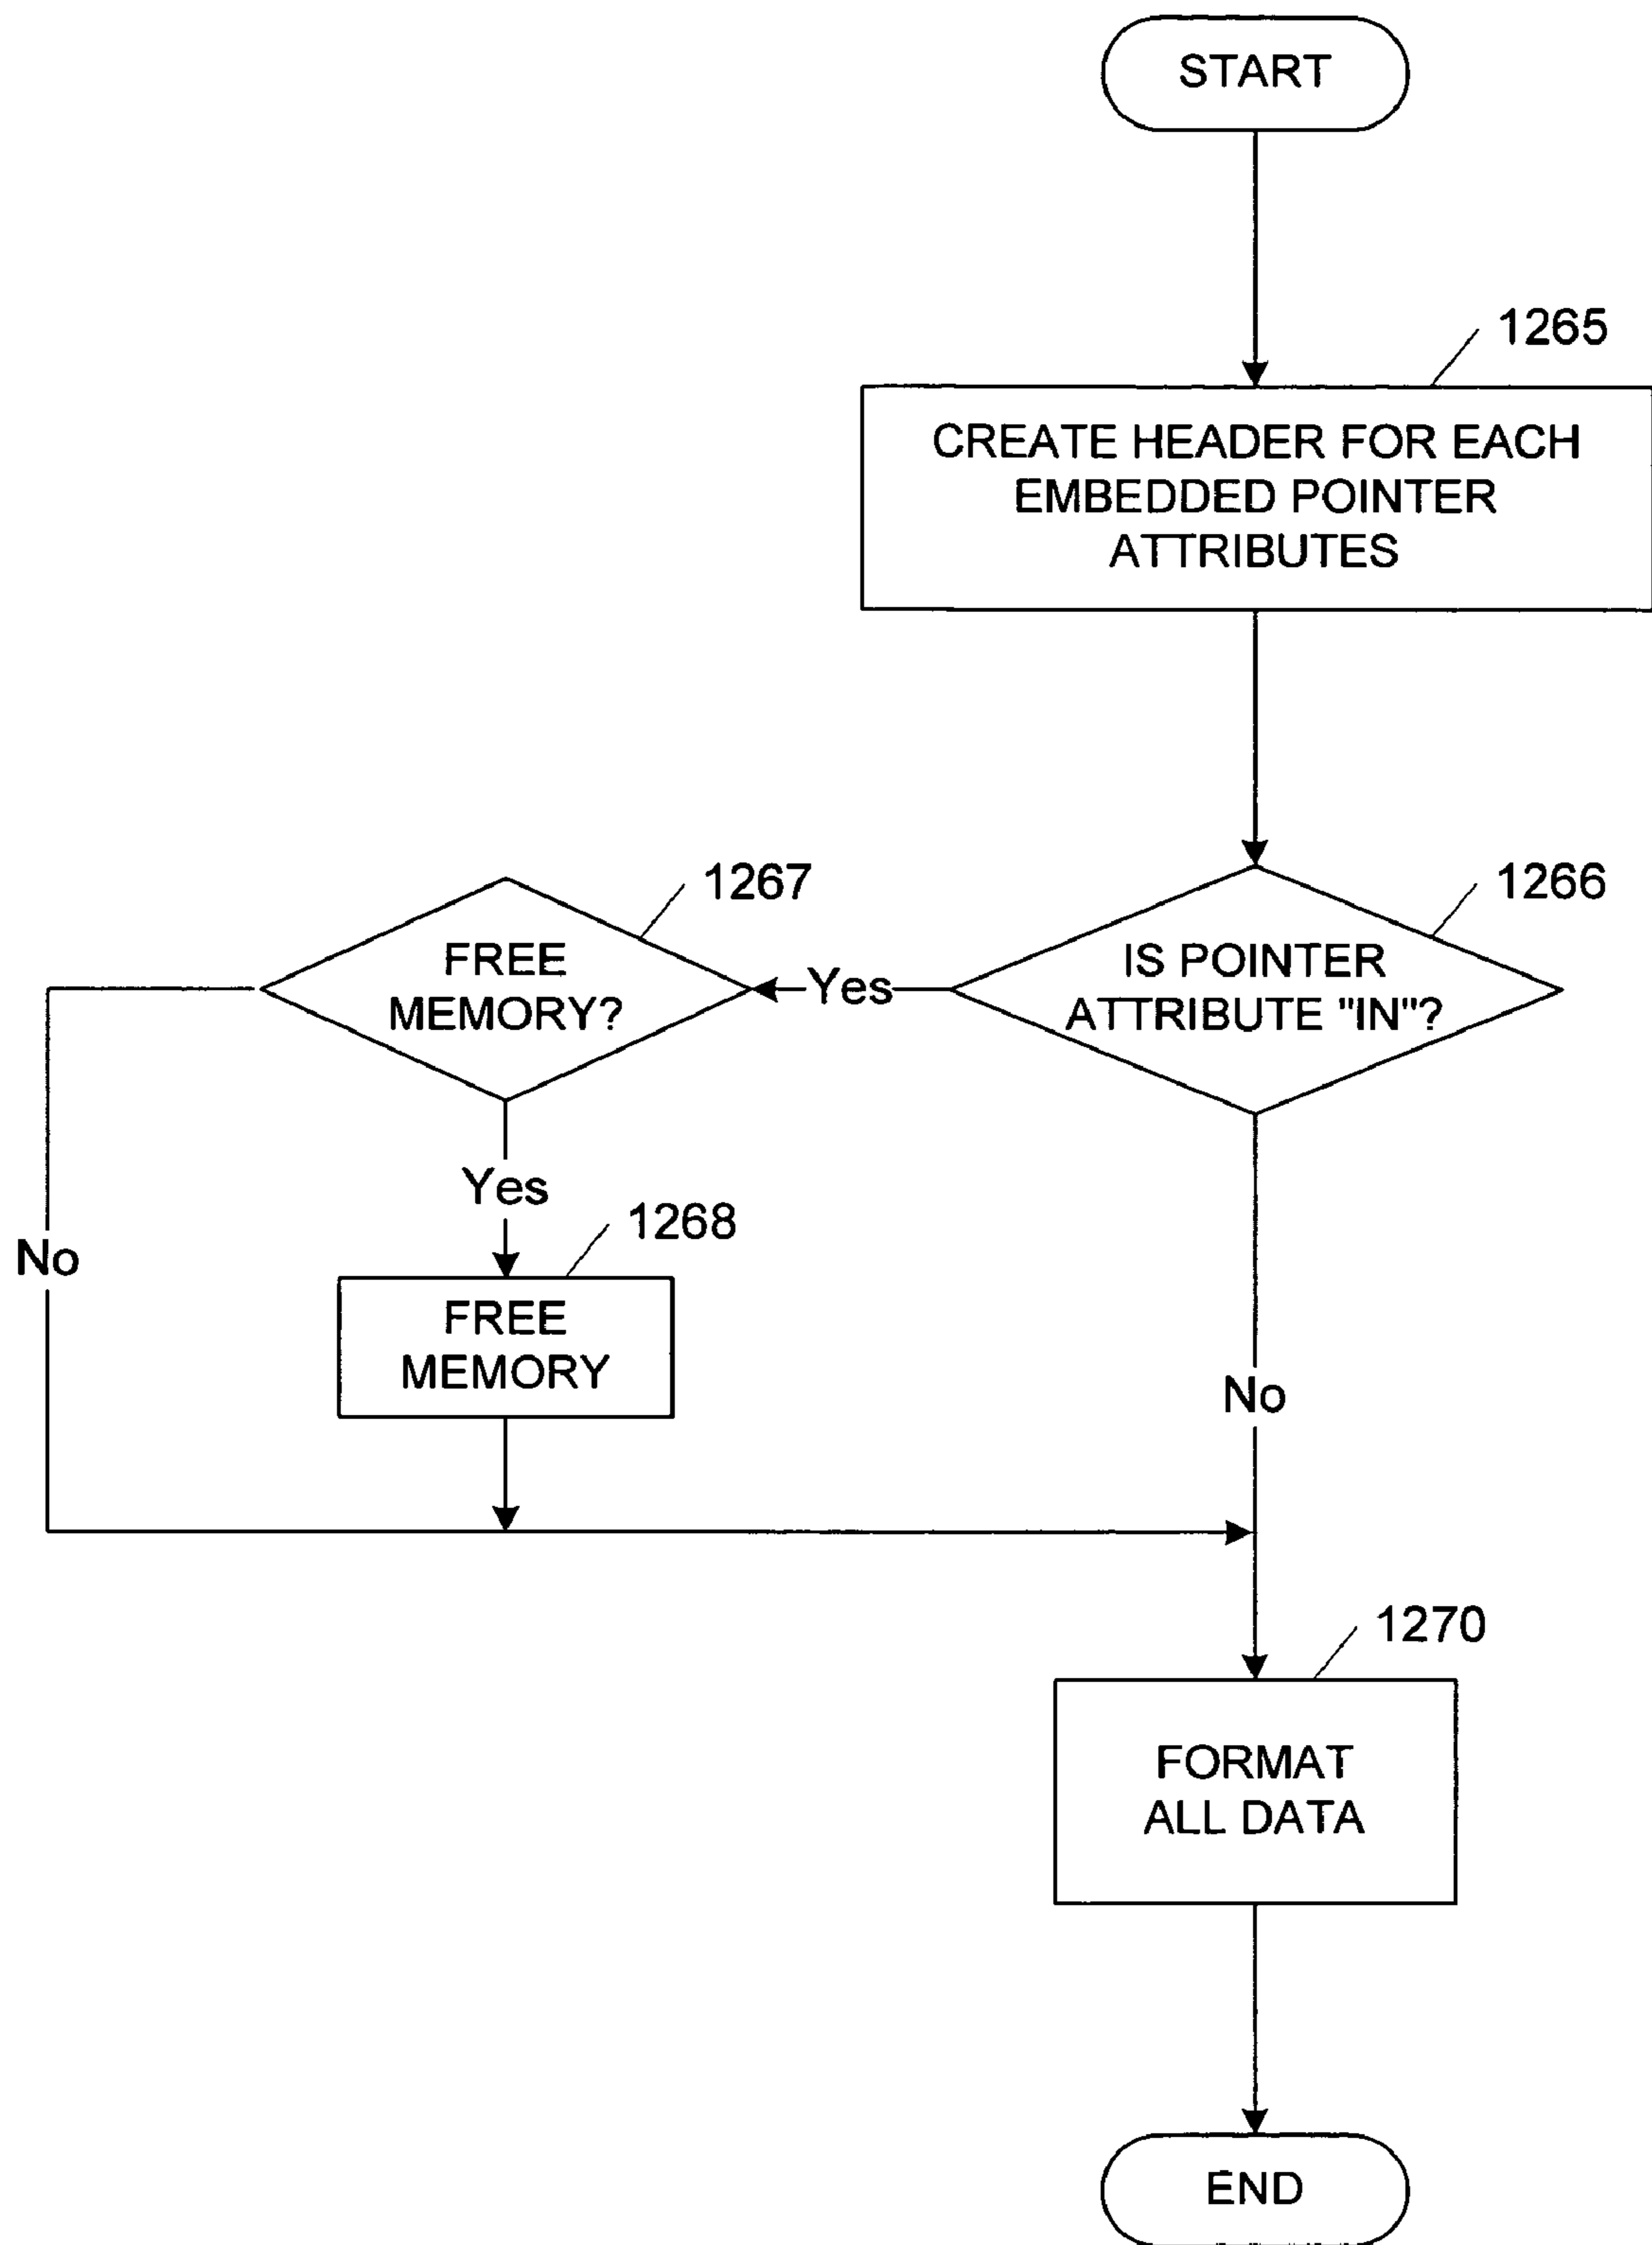 START
1265
CREATE HEADER FOR EACH
EMBEDDED POINTER
ATTRIBUTES
1267
1266
FREE
MEMORY?
Yes
IS POINTER
ATTRIBUTE "IN"?
Yes
1268
No
FREE
MEMORY
No
1270
FORMAT
ALL DATA
END